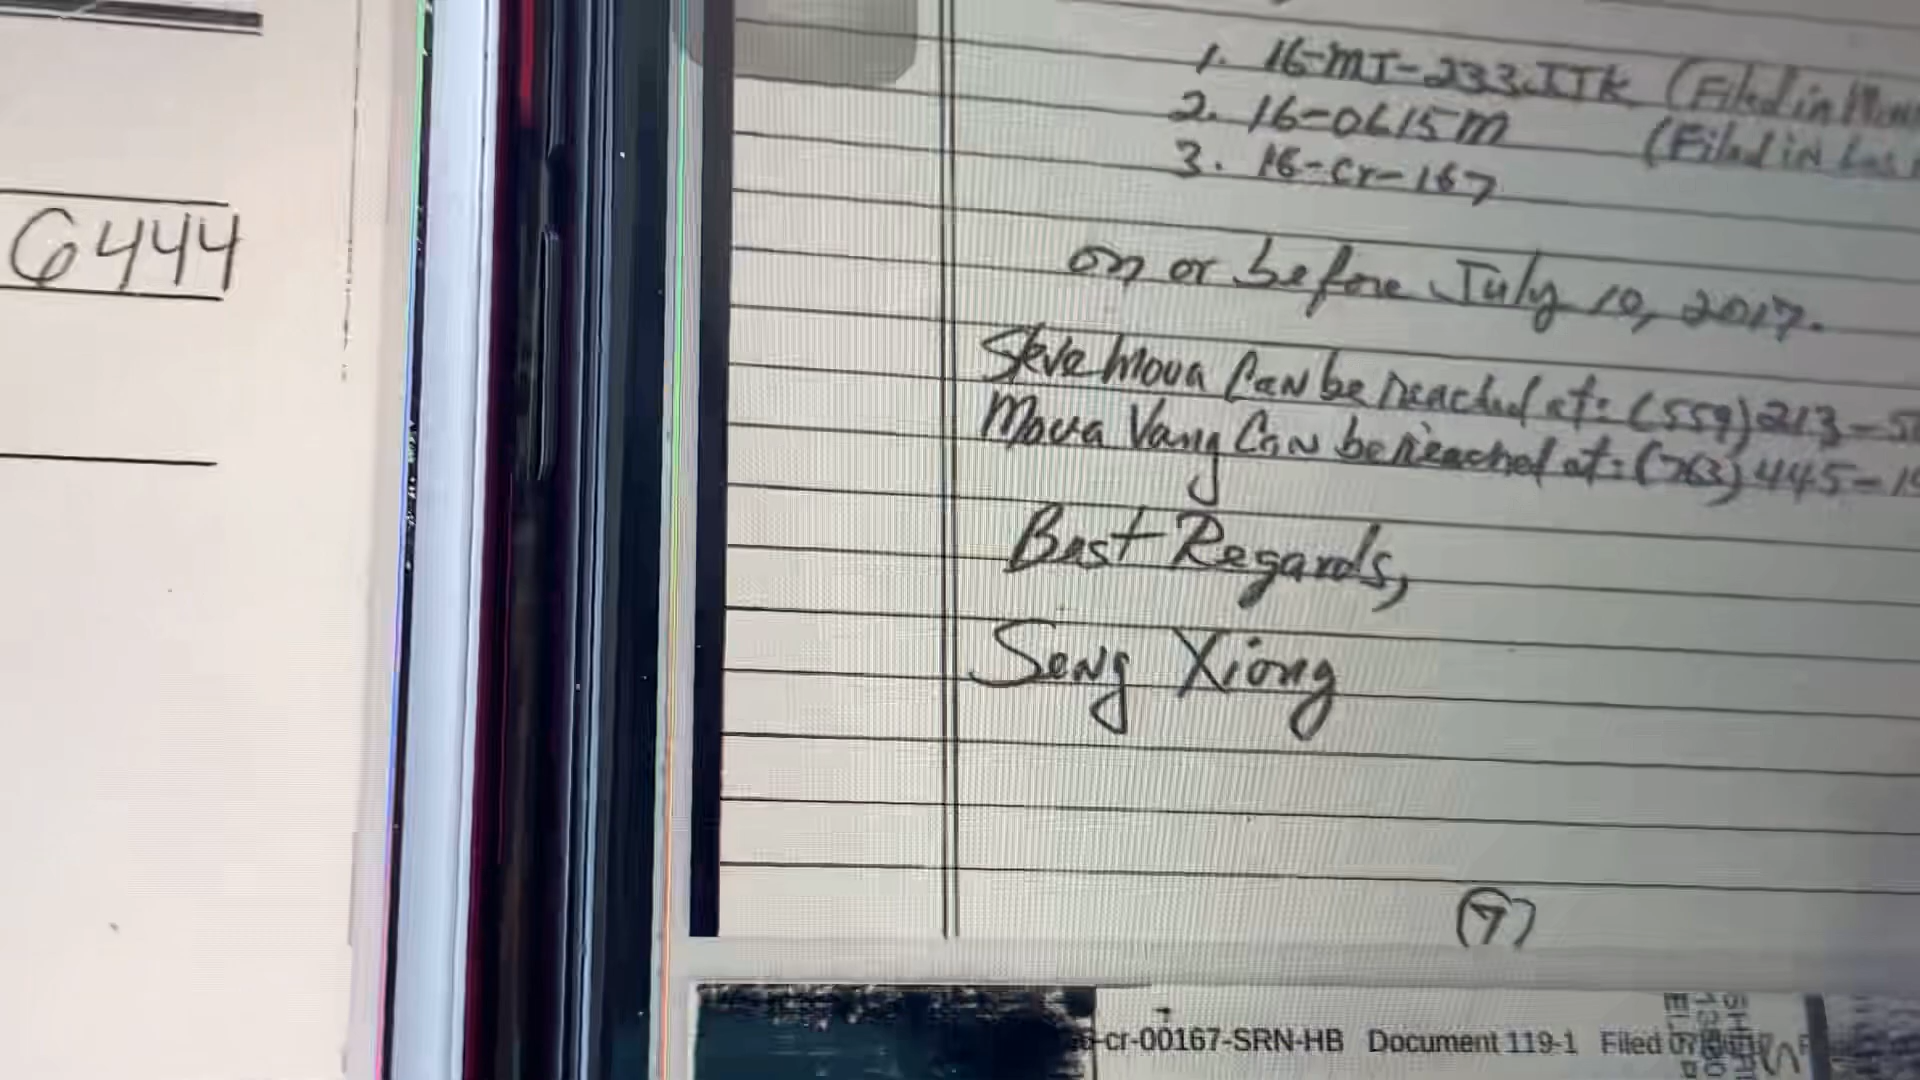 6444
1. 16-MJ-233JJK (Filed in
2. 16-0615M (Filed in Las
3. 16-cr-167
on or before July 10, 2017.
Steve Moua Can be reached at: (559) 213-
Moua Vang Can be reached at: (763) 445-
Best Regards,
Seng Xiong
7
-cr-00167-SRN-HB Document 119-1 Filed